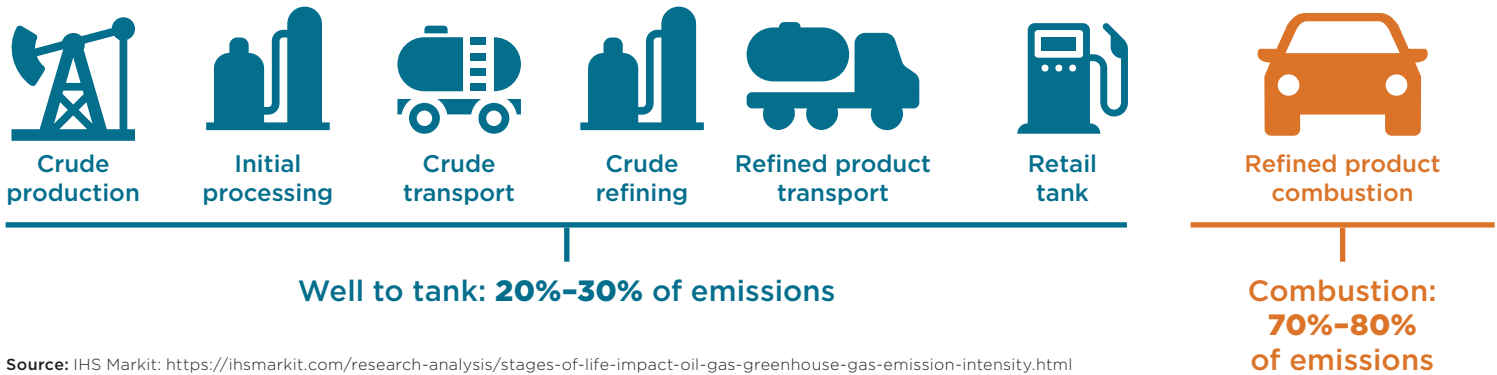 Crude
production
Initial
processing
Crude
transport
Crude
refining
Refined product
transport
Retail
tank
Refined product
combustion
Well to tank: 20%–30% of emissions
Combustion:
70%–80%
of emissions
Source: IHS Markit: https://ihsmarkit.com/research-analysis/stages-of-life-impact-oil-gas-greenhouse-gas-emission-intensity.html